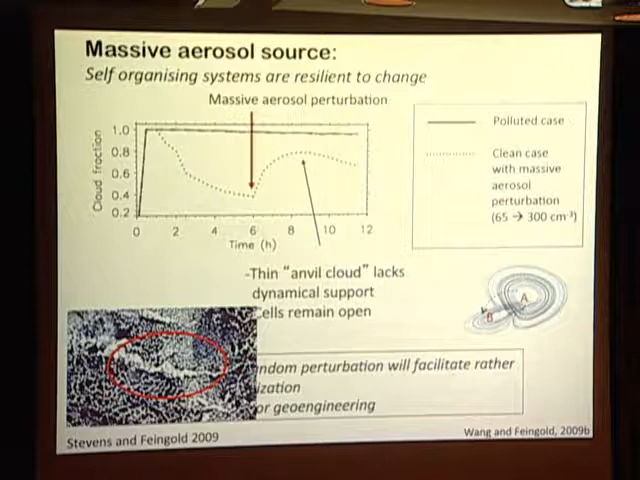 Massive aerosol source:
Self organising systems are resilient to change
Massive aerosol perturbation
Cloud fraction
1.0
0.8
0.6
0.4
0.2
0 2 4 6 8 10 12
Time (h)
Polluted case
Clean case
with massive
aerosol
perturbation
(65 → 300 cm⁻³)
-Thin "anvil cloud" lacks
dynamical support
Cells remain open
A
B
ndom perturbation will facilitate rather
ization
or geoengineering
Stevens and Feingold 2009
Wang and Feingold, 2009b